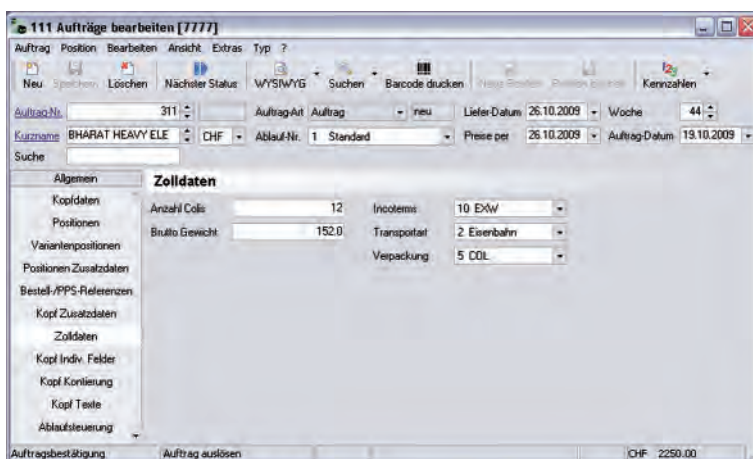 111 Aufträge bearbeiten [7777]
Auftrag Position Bearbeiten Ansicht Extras Typ ?
Neu Speichern Löschen Nächster Status WYSIWYG Suchen Barcode drucken Kennzahlen
Auftrag-Nr. 311 Auftrag-Art Auftrag neu Liefer-Datum 26.10.2009 Woche 44
Kurzname BHARAT HEAVY ELE CHF Ablauf-Nr. 1 Standard Preise per 26.10.2009 Auftrag-Datum 19.10.2009
Suche
Allgemein Zolldaten
Kopfdaten
Anzahl Colis 12 Incoterms 10 EXW
Positionen
Brutto Gewicht 152.0 Transportart 2 Eisenbahn
Variantenpositionen
Verpackung 5 COL
Positionen Zusatzdaten
Bestell-/PPS-Referenzen
Kopf Zusatzdaten
Zolldaten
Kopf Indiv. Felder
Kopf Kontierung
Kopf Texte
Ablaufsteuerung
Auftragsbestätigung Auftrag auslösen CHF 2250.00